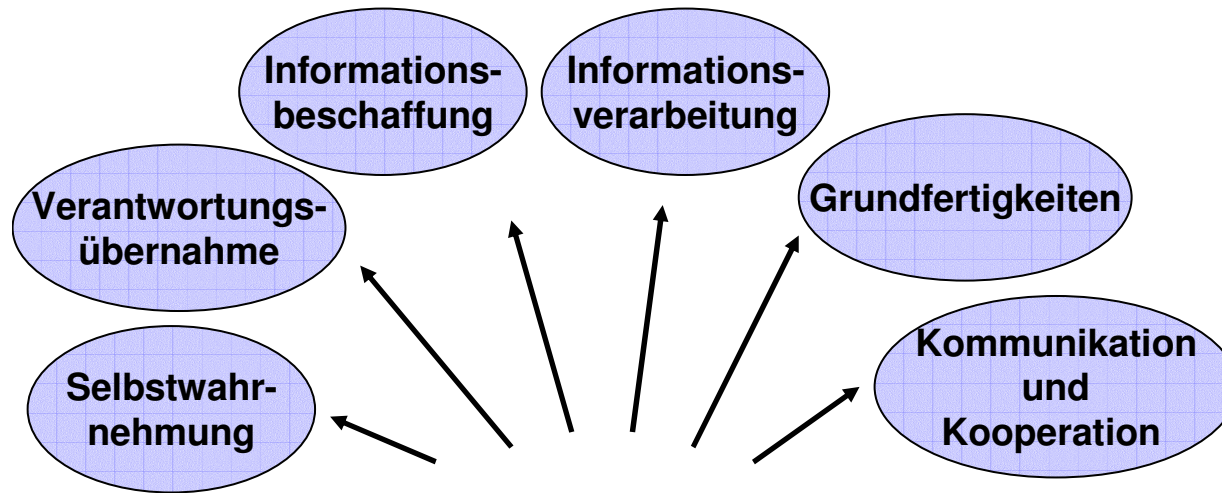 Informations-
beschaffung
Informations-
verarbeitung
Verantwortungs-
übernahme
Grundfertigkeiten
Selbstwahr-
nehmung
Kommunikation
und
Kooperation